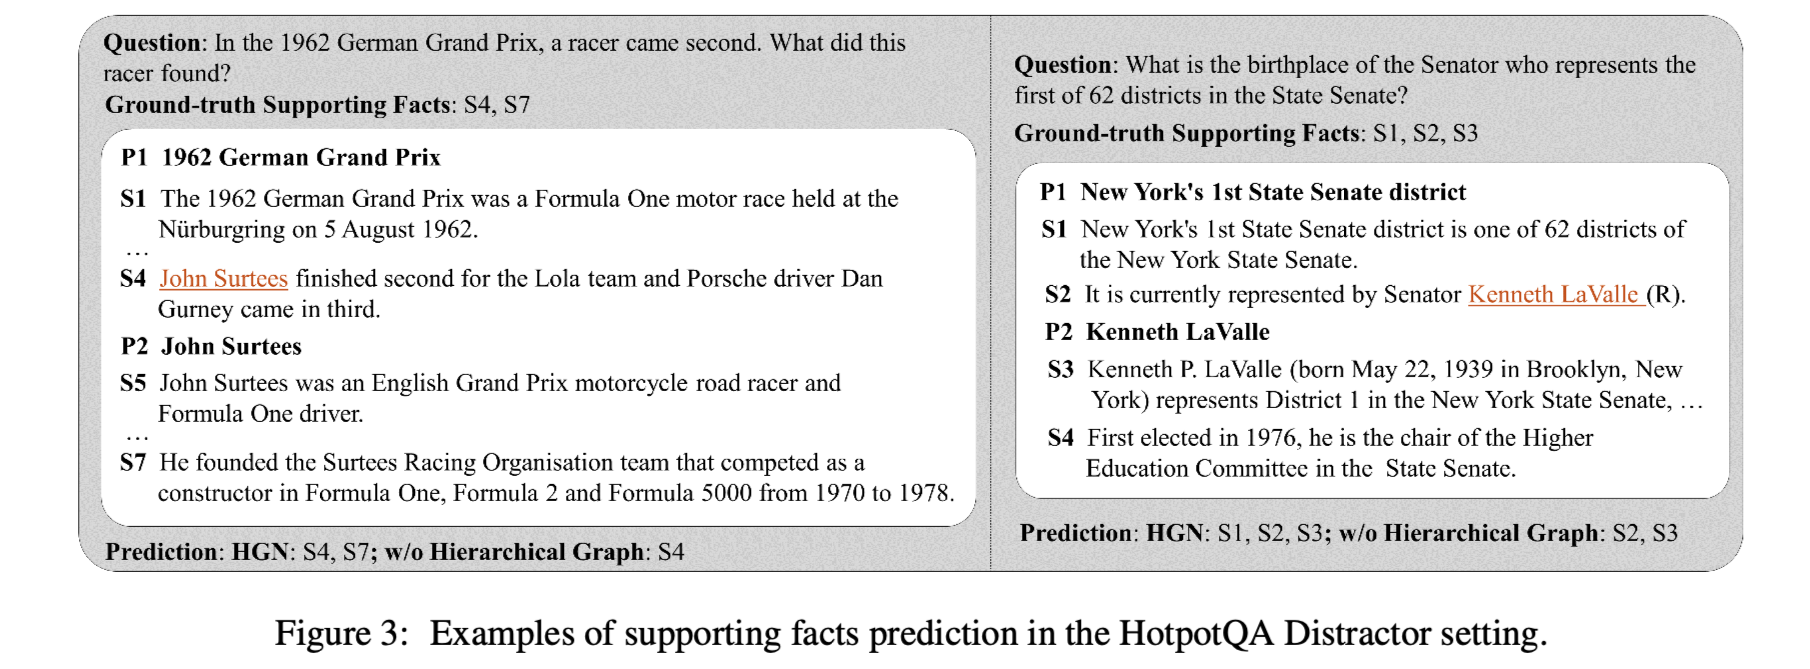 Question: In the 1962 German Grand Prix, a racer came second. What did this
racer found?
Ground-truth Supporting Facts: S4, S7
P1 1962 German Grand Prix
S1 The 1962 German Grand Prix was a Formula One motor race held at the
Nürburgring on 5 August 1962.
…
S4 John Surtees finished second for the Lola team and Porsche driver Dan
Gurney came in third.
P2 John Surtees
S5 John Surtees was an English Grand Prix motorcycle road racer and
Formula One driver.
…
S7 He founded the Surtees Racing Organisation team that competed as a
constructor in Formula One, Formula 2 and Formula 5000 from 1970 to 1978.
Prediction: HGN: S4, S7; w/o Hierarchical Graph: S4
Question: What is the birthplace of the Senator who represents the
first of 62 districts in the State Senate?
Ground-truth Supporting Facts: S1, S2, S3
P1 New York's 1st State Senate district
S1 New York's 1st State Senate district is one of 62 districts of
the New York State Senate.
S2 It is currently represented by Senator Kenneth LaValle (R).
P2 Kenneth LaValle
S3 Kenneth P. LaValle (born May 22, 1939 in Brooklyn, New
York) represents District 1 in the New York State Senate, …
S4 First elected in 1976, he is the chair of the Higher
Education Committee in the State Senate.
Prediction: HGN: S1, S2, S3; w/o Hierarchical Graph: S2, S3
Figure 3: Examples of supporting facts prediction in the HotpotQA Distractor setting.